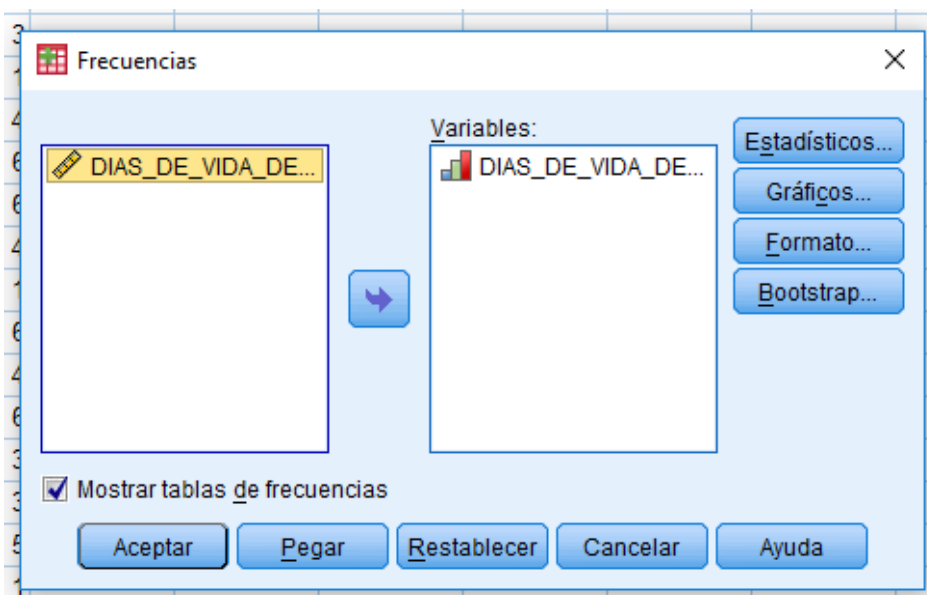 Frecuencias
Variables:
DIAS_DE_VIDA_DE...
DIAS_DE_VIDA_DE...
Estadísticos...
Gráficos...
Formato...
Bootstrap...
Mostrar tablas de frecuencias
Aceptar
Pegar
Restablecer
Cancelar
Ayuda